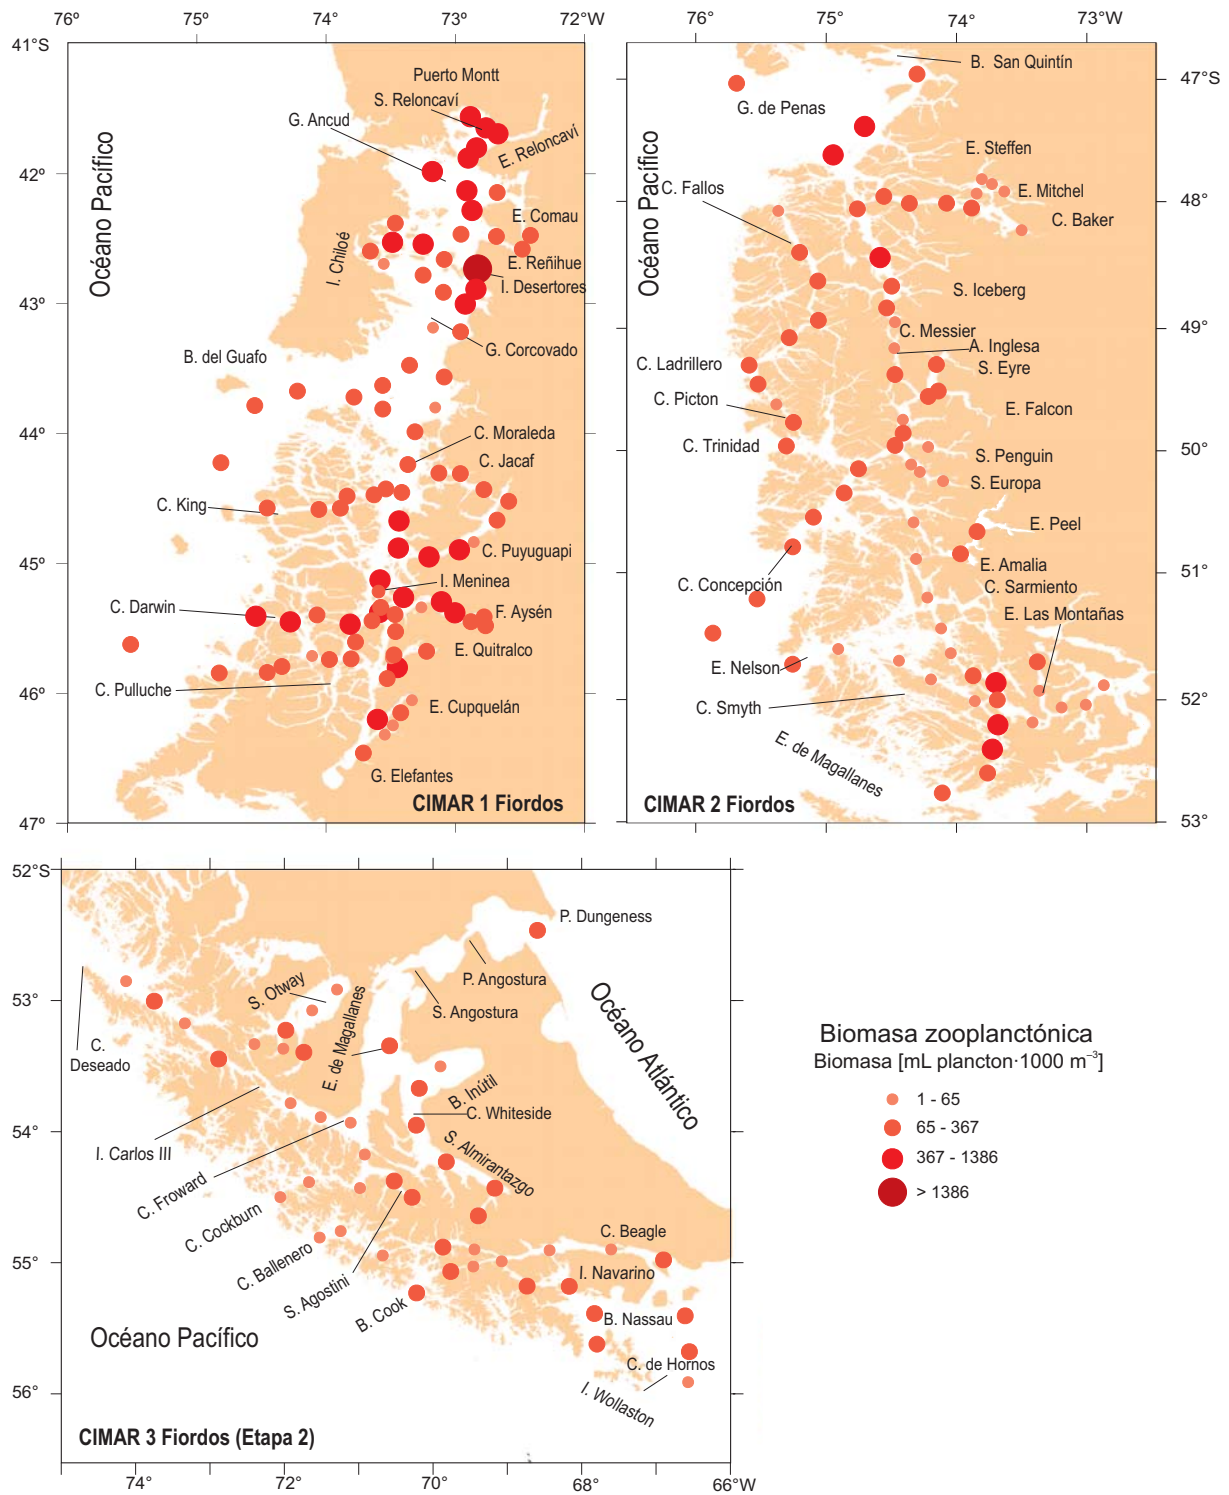 76°
74°
73°
72°W
41°S
75°
42°
43°
44°
45°
46°
47°
Puerto Montt
S. Reloncaví
G. Ancud
E. Reloncaví
Océano Pacífico
I. Chiloé
E. Comau
E. Reñihue
I. Desertores
G. Corcovado
B. del Guafo
C. Moraleda
C. Jacaf
C. King
C. Puyuguapi
I. Meninea
C. Darwin
F. Aysén
E. Quitralco
C. Pulluche
E. Cupquelán
G. Elefantes
CIMAR 1 Fiordos
76°
75°
74°
73°W
47°S
48°
49°
50°
51°
52°
53°
B. San Quintín
G. de Penas
Océano Pacífico
E. Steffen
C. Fallos
E. Mitchel
C. Baker
S. Iceberg
C. Messier
A. Inglesa
C. Ladrillero
S. Eyre
C. Picton
E. Falcon
C. Trinidad
S. Penguin
S. Europa
E. Peel
E. Amalia
C. Concepción
C. Sarmiento
E. Las Montañas
E. Nelson
C. Smyth
E. de Magallanes
CIMAR 2 Fiordos
52°S
53°
54°
55°
56°
P. Dungeness
P. Angostura
S. Otway
S. Angostura
E. de Magallanes
C.
Deseado
Océano Atlántico
B. Inútil
C. Whiteside
I. Carlos III
S. Almirantazgo
C. Froward
C. Cockburn
C. Ballenero
S. Agostini
B. Cook
C. Beagle
I. Navarino
B. Nassau
C. de Hornos
I. Wollaston
Océano Pacífico
CIMAR 3 Fiordos (Etapa 2)
74°
72°
70°
68°
66°W
Biomasa zooplanctónica
Biomasa [mL plancton·1000 m⁻³]
1 - 65
65 - 367
367 - 1386
> 1386